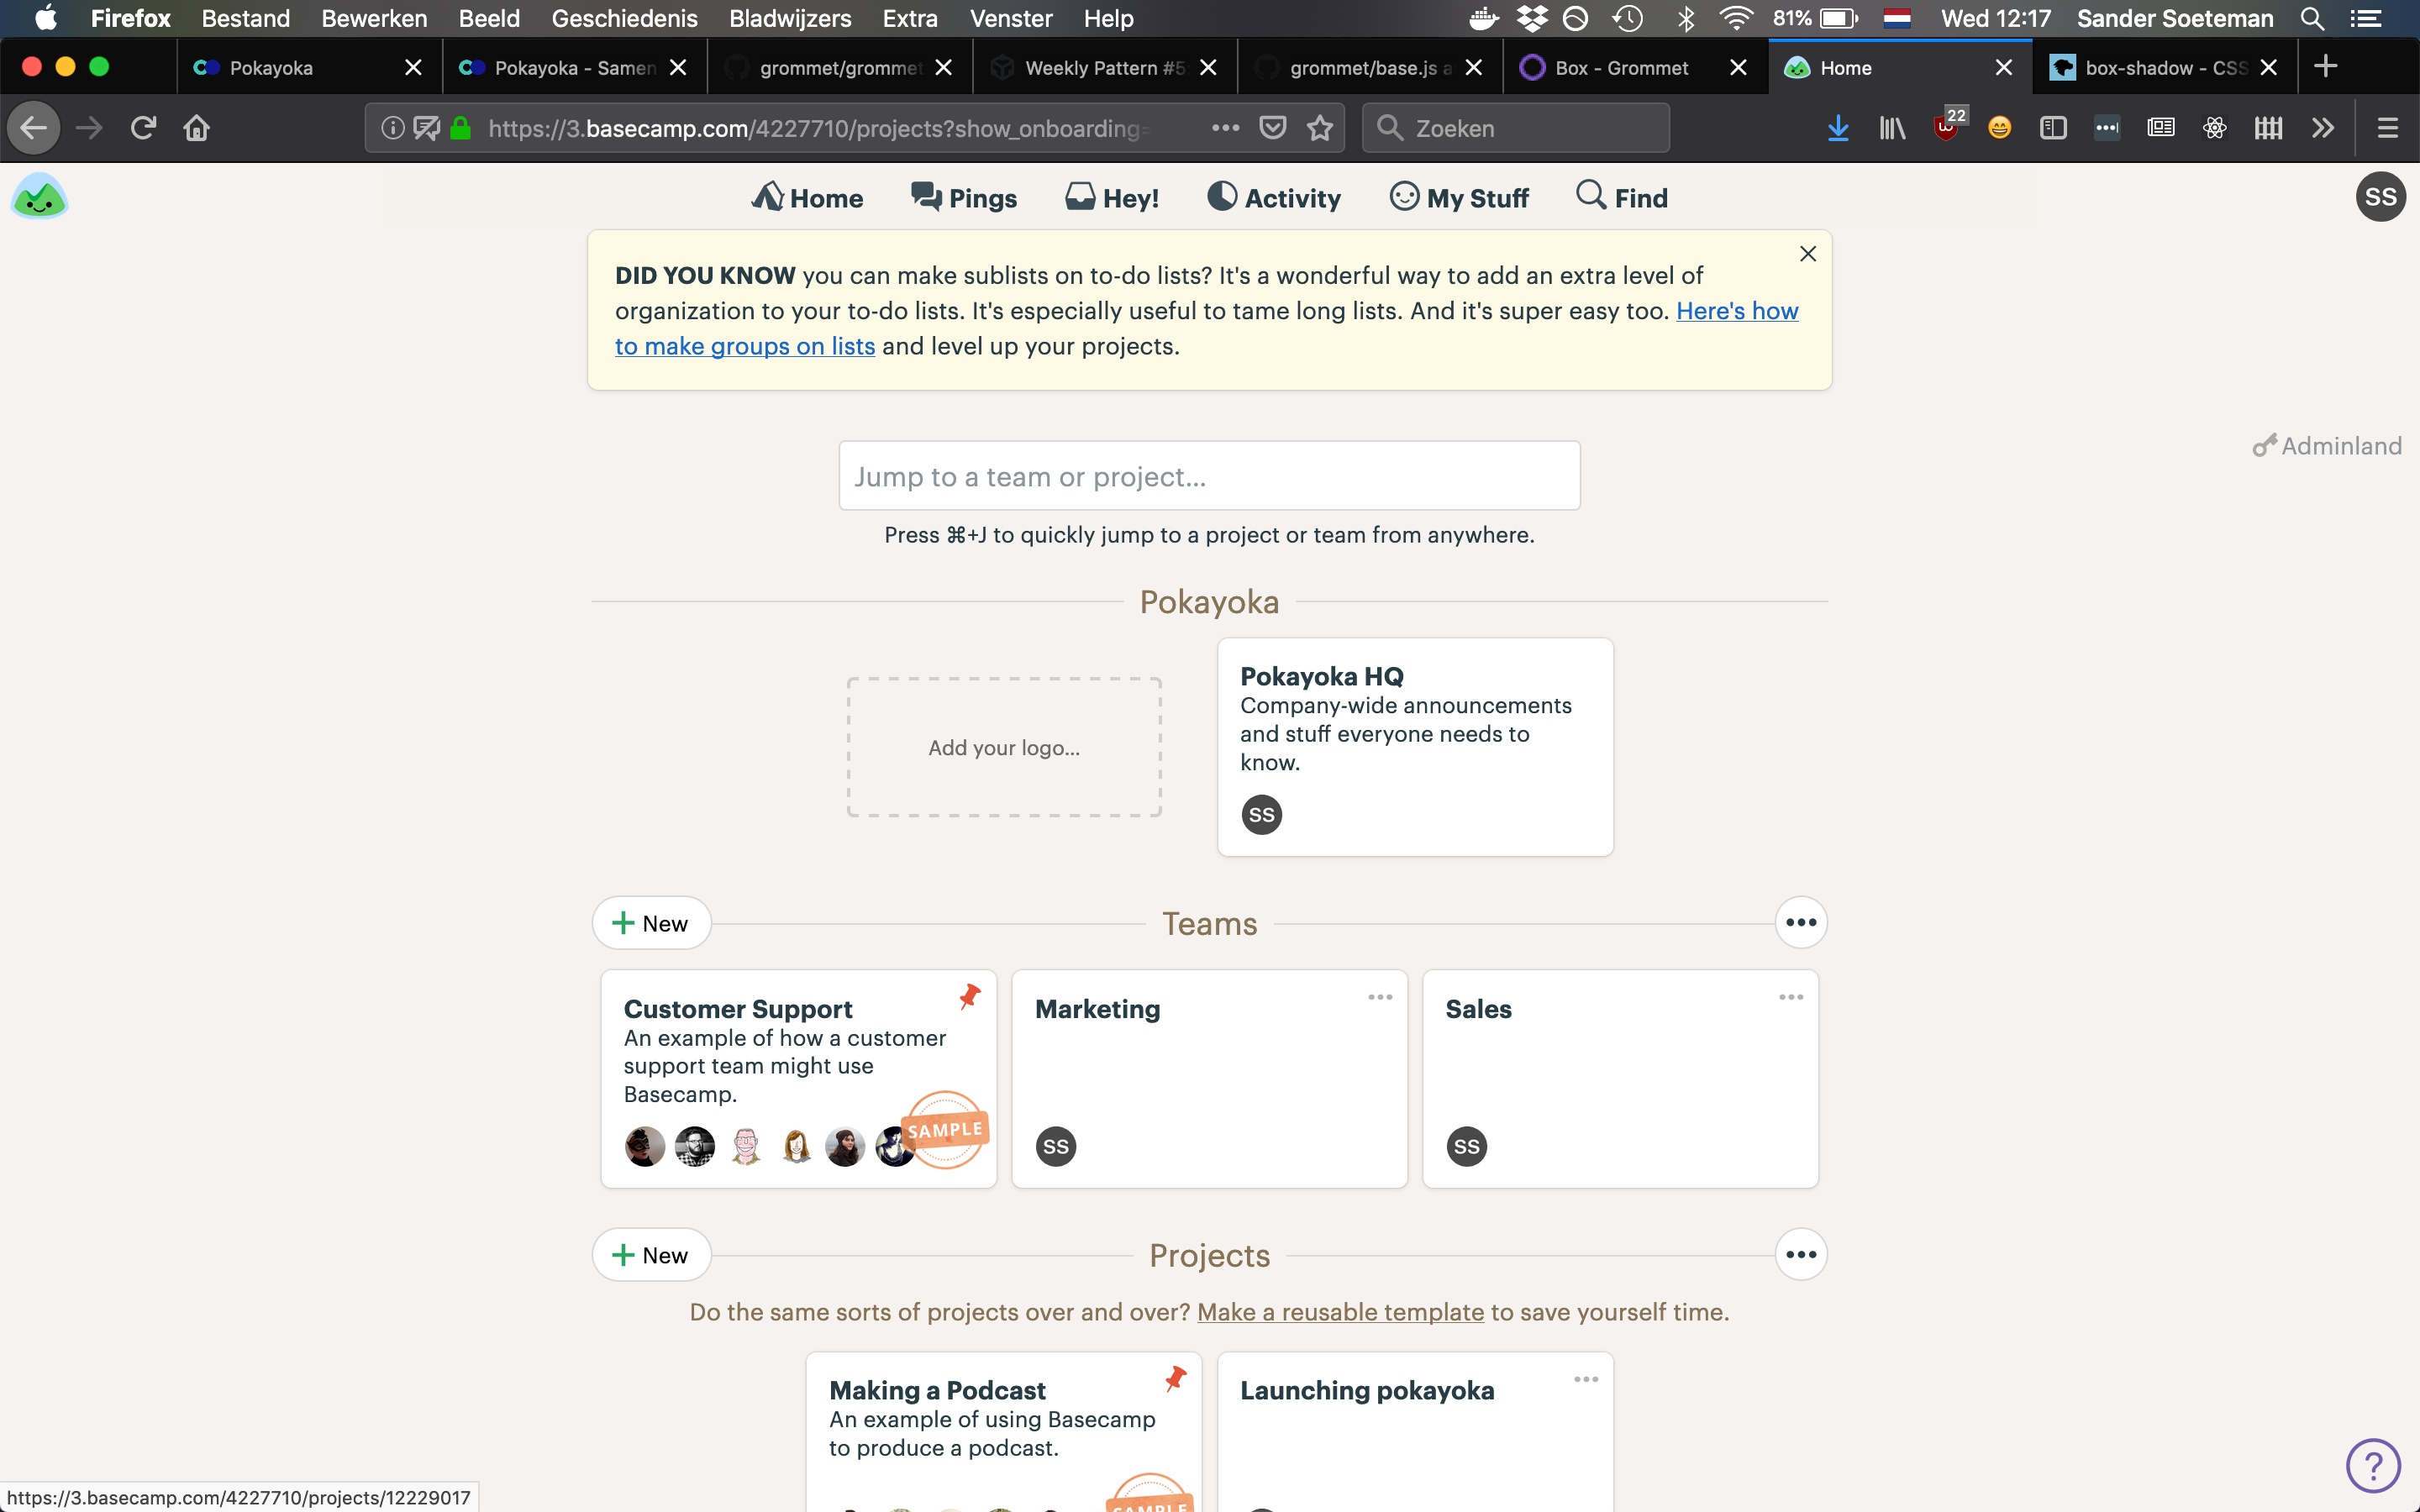 Firefox Bestand Bewerken Beeld Geschiedenis Bladwijzers Extra Venster Help 81% Wed 12:17 Sander Soeteman
Pokayoka
Pokayoka - Samen
grommet/grommet
Weekly Pattern #5
grommet/base.js a
Box - Grommet
Home
box-shadow - CSS
https://3.basecamp.com/4227710/projects?show_onboarding=
Zoeken
22
Home Pings Hey! Activity My Stuff Find
SS
DID YOU KNOW you can make sublists on to-do lists? It's a wonderful way to add an extra level of
organization to your to-do lists. It's especially useful to tame long lists. And it's super easy too. Here's how
to make groups on lists and level up your projects.
Adminland
Jump to a team or project...
Press ⌘+J to quickly jump to a project or team from anywhere.
Pokayoka
Add your logo...
Pokayoka HQ
Company-wide announcements
and stuff everyone needs to
know.
SS
New
Teams
Customer Support
An example of how a customer
support team might use
Basecamp.
SAMPLE
Marketing
SS
Sales
SS
New
Projects
Do the same sorts of projects over and over? Make a reusable template to save yourself time.
Making a Podcast
An example of using Basecamp
to produce a podcast.
SAMPLE
Launching pokayoka
?
https://3.basecamp.com/4227710/projects/12229017